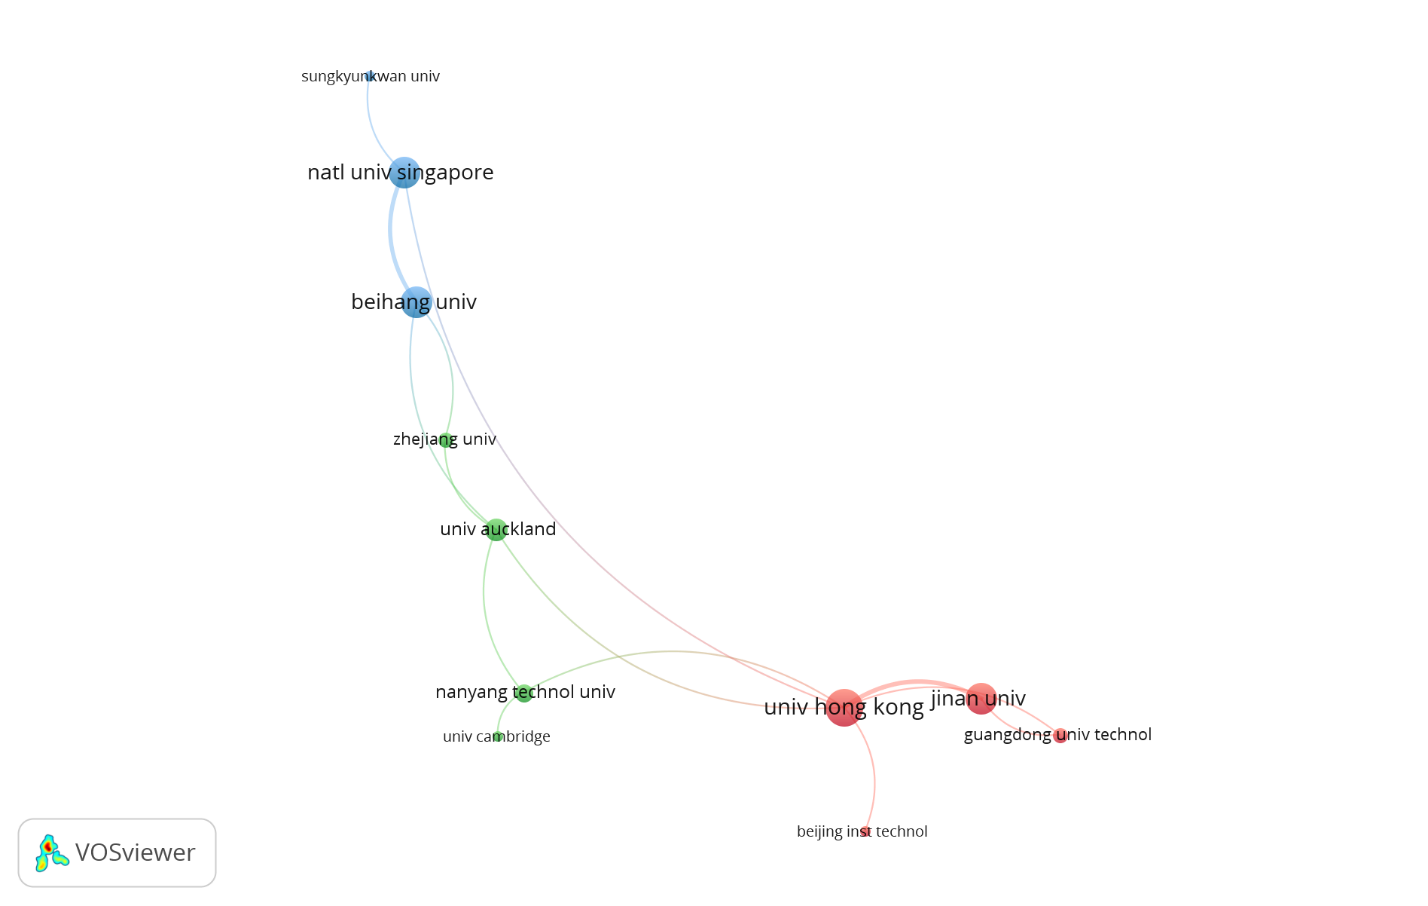 sungkyunkwan univ
natl univ singapore
beihang univ
zhejiang univ
univ auckland
nanyang technol univ
univ cambridge
univ hong kong
jinan univ
guangdong univ technol
beijing inst technol
VOSviewer